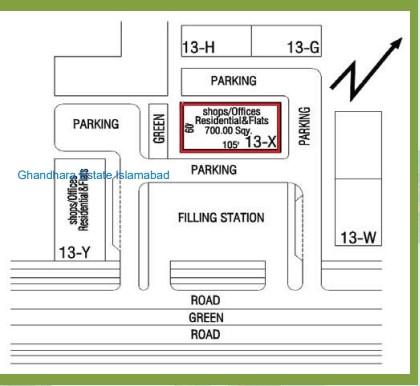 13-H
13-G
PARKING
shops/Offices
Residential&Flats
700.00 Sqy.
60'
105'
13-X
GREEN
PARKING
PARKING
PARKING
Ghandhara Estate,Islamabad
shops/Offices
Residential&Flats
13-Y
FILLING STATION
13-W
ROAD
GREEN
ROAD